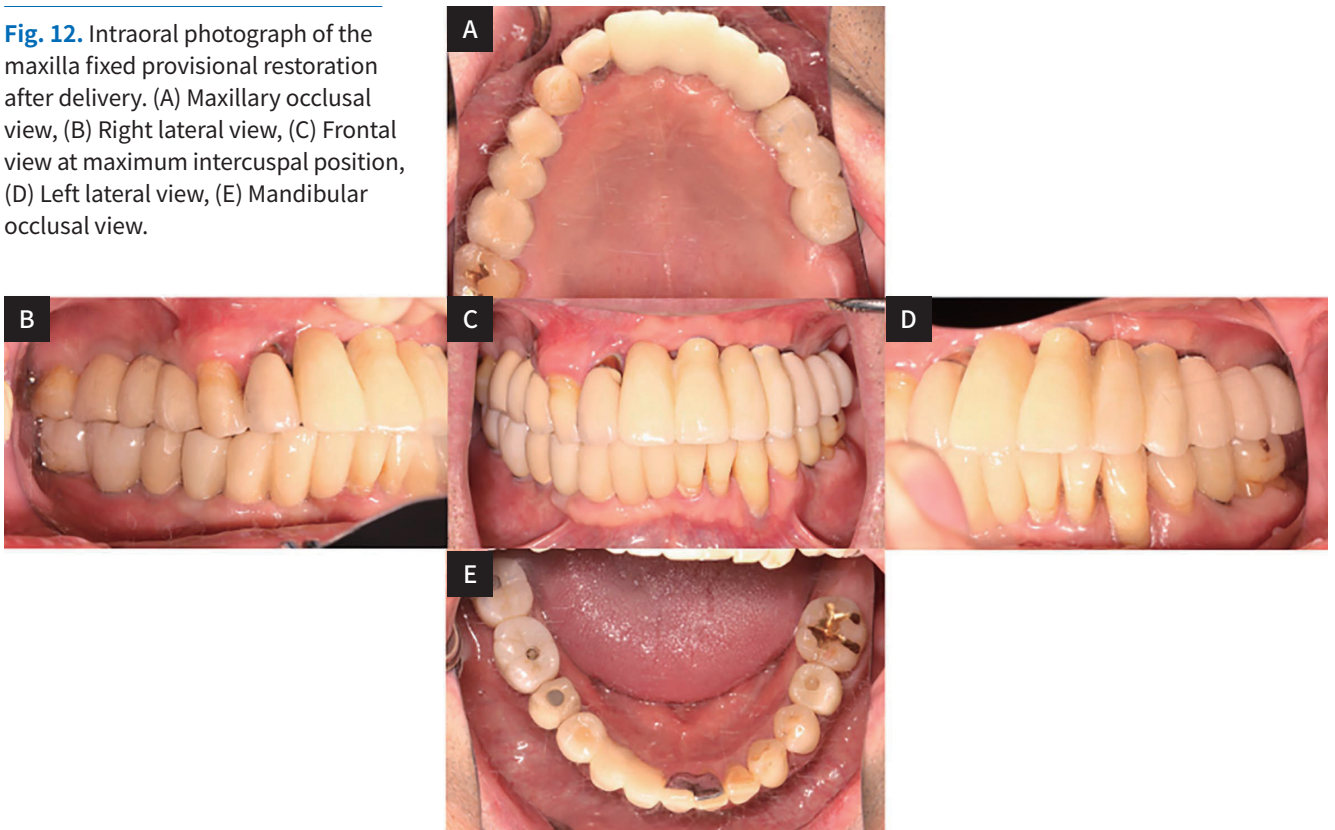 Fig. 12. Intraoral photograph of the
maxilla fixed provisional restoration
after delivery. (A) Maxillary occlusal
view, (B) Right lateral view, (C) Frontal
view at maximum intercuspal position,
(D) Left lateral view, (E) Mandibular
occlusal view.
A
B
C
D
E